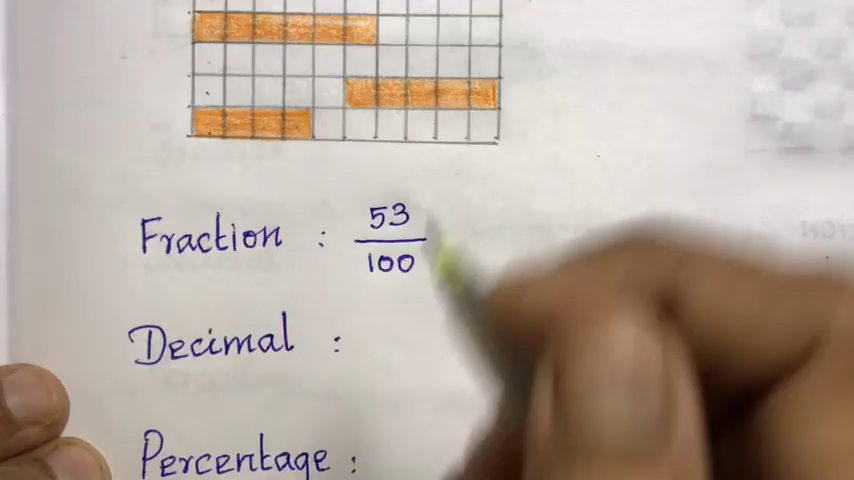 Fraction : 53
100
Decimal :
Percentage :